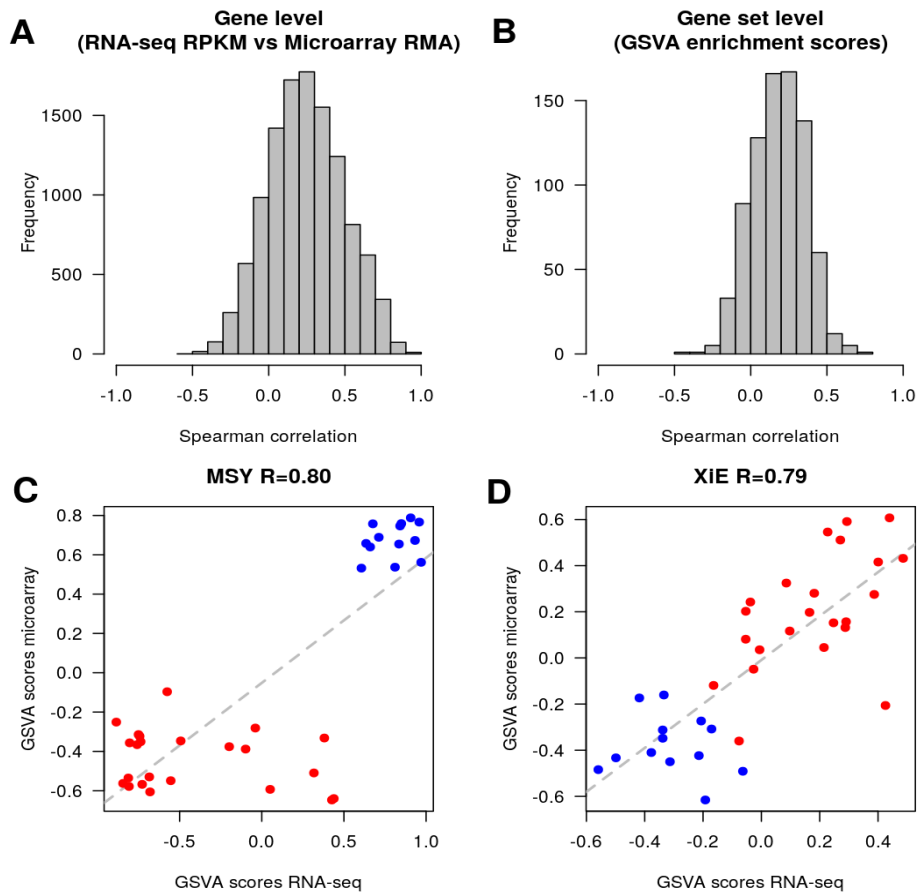 A
Gene level
(RNA-seq RPKM vs Microarray RMA)
Frequency
1500
1000
500
0
-1.0 -0.5 0.0 0.5 1.0
Spearman correlation
B
Gene set level
(GSVA enrichment scores)
Frequency
150
100
50
0
-1.0 -0.5 0.0 0.5 1.0
Spearman correlation
C
MSY R=0.80
GSVA scores microarray
0.8
0.6
0.4
0.2
0.0
-0.2
-0.4
-0.6
-0.5 0.0 0.5 1.0
GSVA scores RNA-seq
D
XiE R=0.79
GSVA scores microarray
0.6
0.4
0.2
0.0
-0.2
-0.4
-0.6
-0.6 -0.4 -0.2 0.0 0.2 0.4
GSVA scores RNA-seq